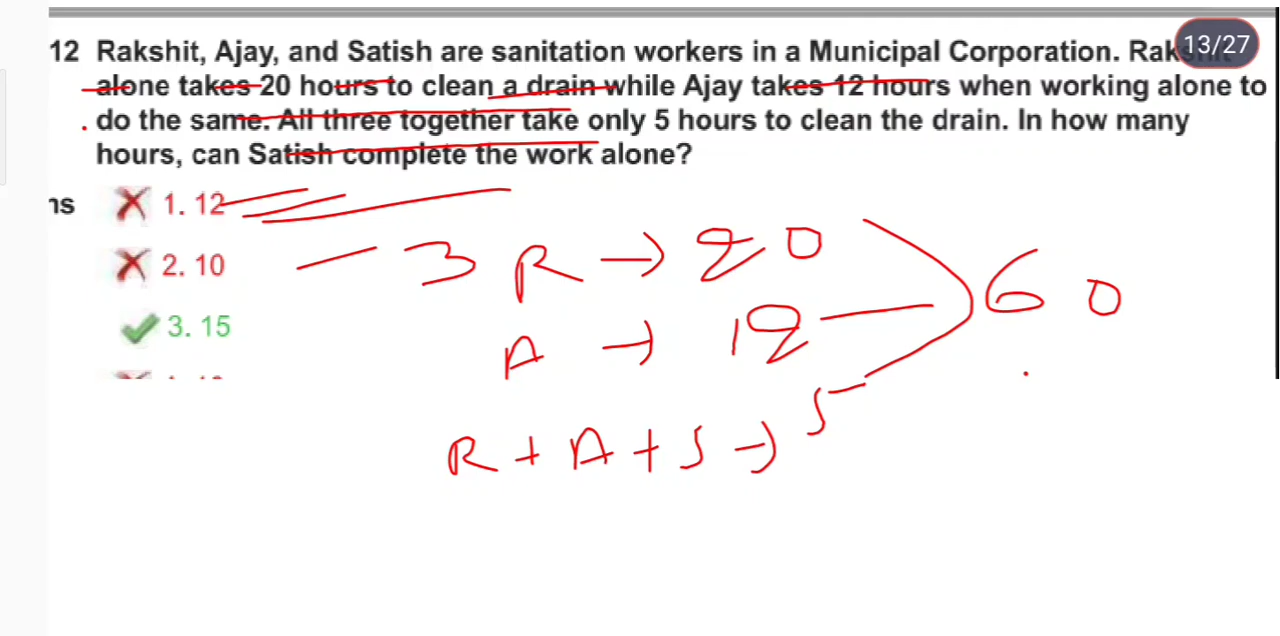 13/27
12 Rakshit, Ajay, and Satish are sanitation workers in a Municipal Corporation. Rakshit
alone takes 20 hours to clean a drain while Ajay takes 12 hours when working alone to
do the same. All three together take only 5 hours to clean the drain. In how many
hours, can Satish complete the work alone?
ns
1. 12
2. 10
3. 15
3 R → 20
60
A → 12
R + A + S → 5